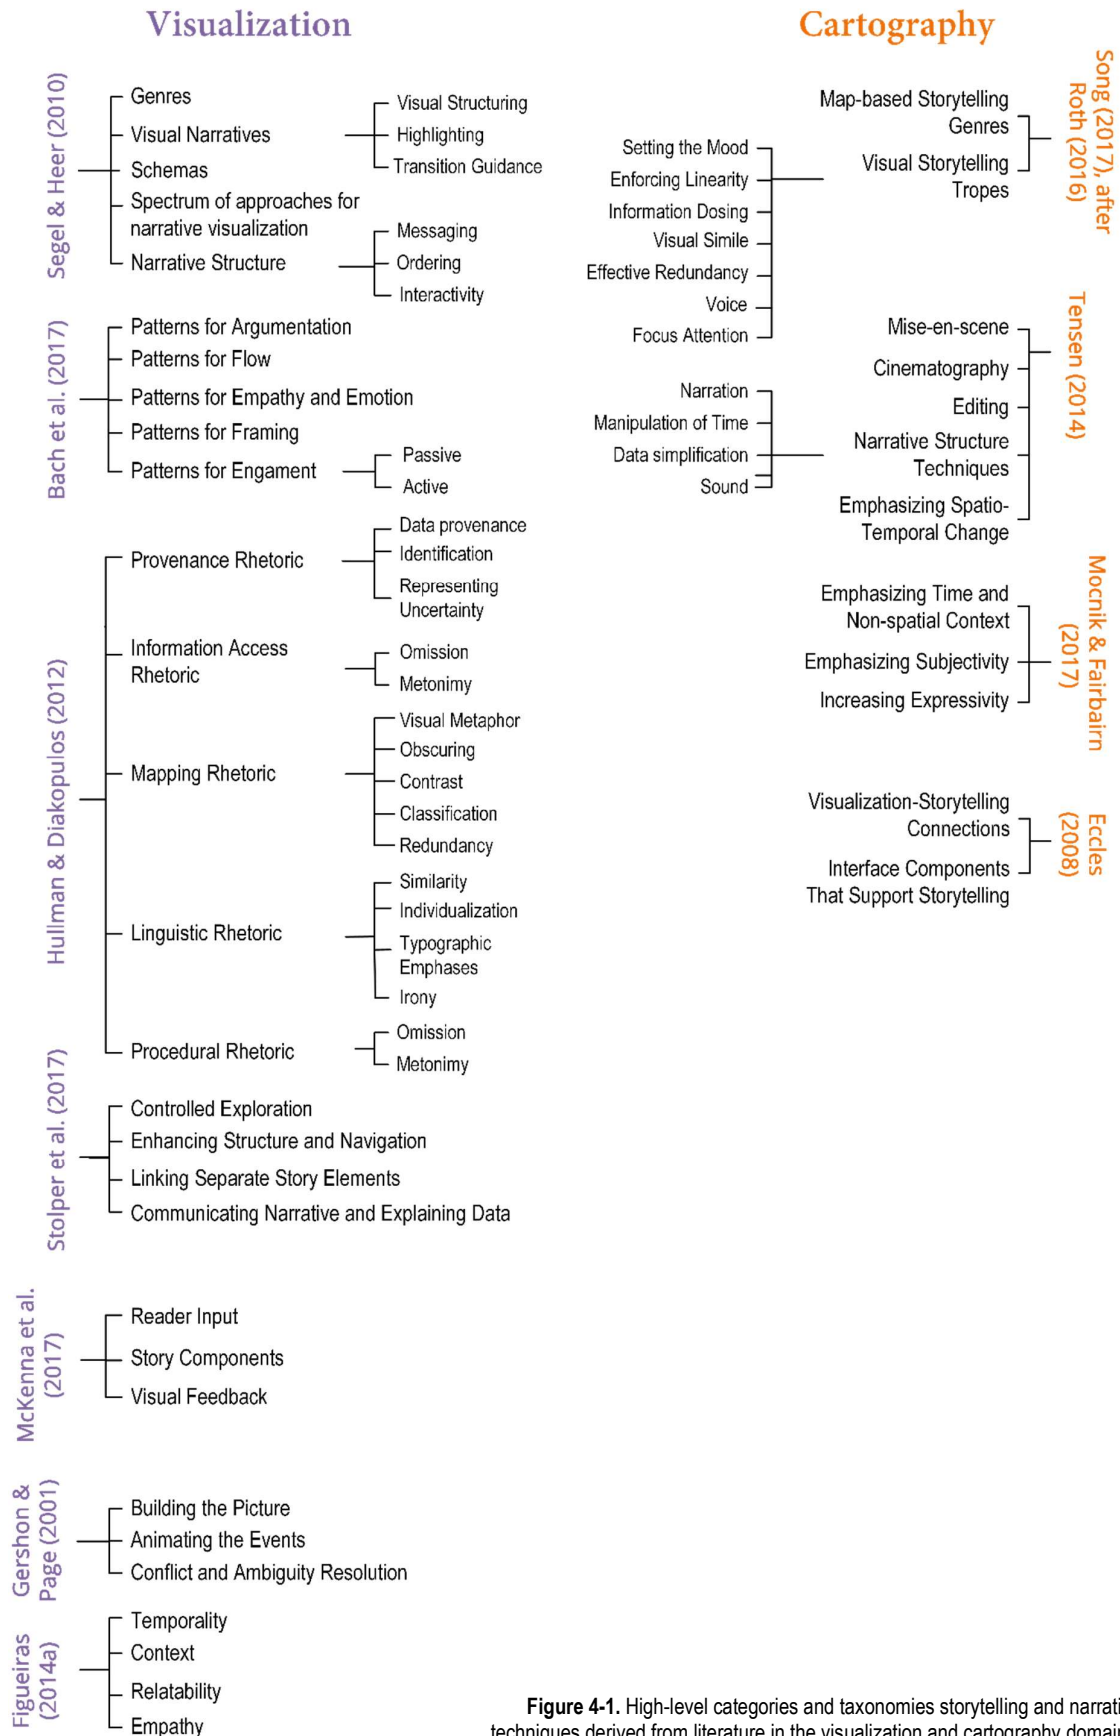 Visualization
Segel & Heer (2010)
Genres
Visual Narratives
Visual Structuring
Highlighting
Transition Guidance
Schemas
Spectrum of approaches for
narrative visualization
Narrative Structure
Messaging
Ordering
Interactivity
Bach et al. (2017)
Patterns for Argumentation
Patterns for Flow
Patterns for Empathy and Emotion
Patterns for Framing
Patterns for Engament
Passive
Active
Hullman & Diakopulos (2012)
Provenance Rhetoric
Data provenance
Identification
Representing
Uncertainty
Information Access
Rhetoric
Omission
Metonimy
Mapping Rhetoric
Visual Metaphor
Obscuring
Contrast
Classification
Redundancy
Linguistic Rhetoric
Similarity
Individualization
Typographic
Emphases
Irony
Procedural Rhetoric
Omission
Metonimy
Stolper et al. (2017)
Controlled Exploration
Enhancing Structure and Navigation
Linking Separate Story Elements
Communicating Narrative and Explaining Data
McKenna et al.
(2017)
Reader Input
Story Components
Visual Feedback
Gershon &
Page (2001)
Building the Picture
Animating the Events
Conflict and Ambiguity Resolution
Figueiras
(2014a)
Temporality
Context
Relatability
Empathy
Cartography
Song (2017), after
Roth (2016)
Map-based Storytelling
Genres
Visual Storytelling
Tropes
Setting the Mood
Enforcing Linearity
Information Dosing
Visual Simile
Effective Redundancy
Voice
Focus Attention
Tensen (2014)
Mise-en-scene
Cinematography
Editing
Narrative Structure
Techniques
Emphasizing Spatio-
Temporal Change
Narration
Manipulation of Time
Data simplification
Sound
Mocnik & Fairbairn
(2017)
Emphasizing Time and
Non-spatial Context
Emphasizing Subjectivity
Increasing Expressivity
Eccles
(2008)
Visualization-Storytelling
Connections
Interface Components
That Support Storytelling
Figure 4-1. High-level categories and taxonomies storytelling and narrati
techniques derived from literature in the visualization and cartography domain